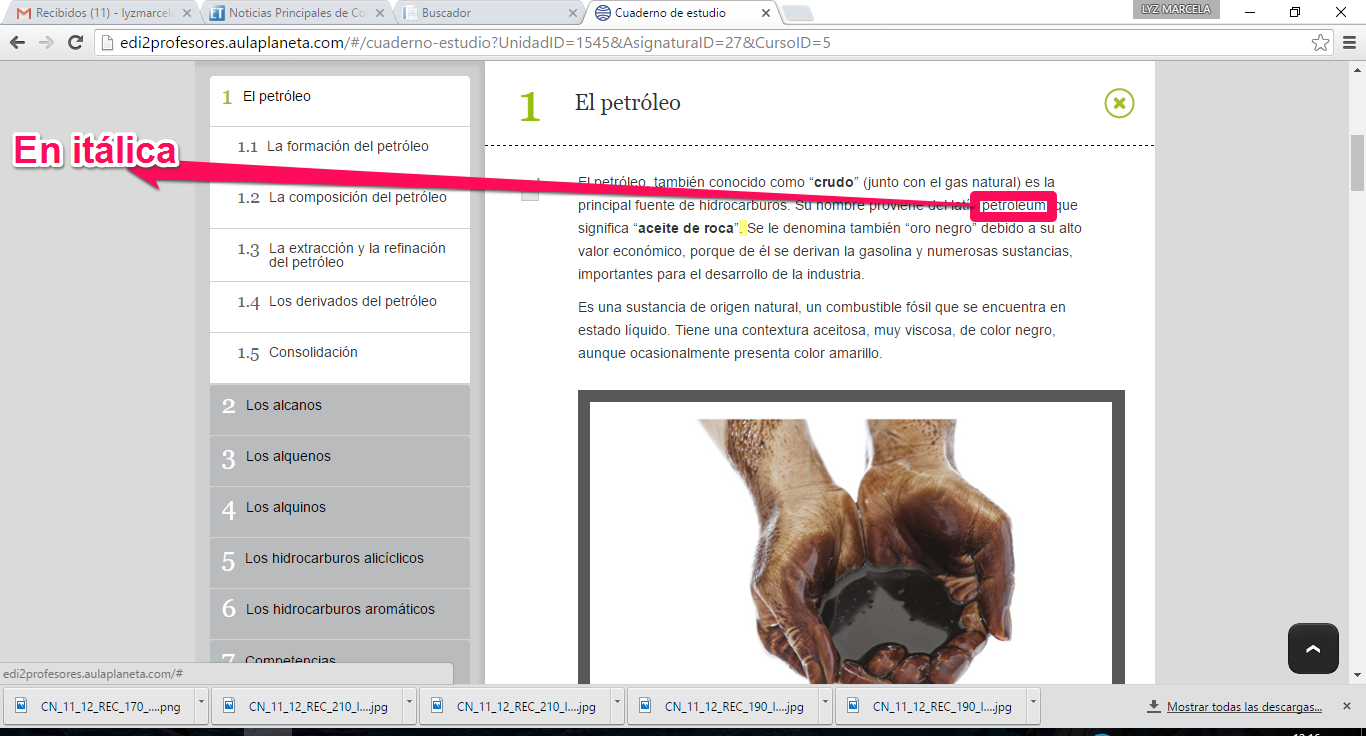 Recibidos (11) - lyzmarcel
Noticias Principales de Co
Buscador
Cuaderno de estudio
LYZ MARCELA
edi2profesores.aulaplaneta.com/#/cuaderno-estudio?UnidadID=1545&AsignaturaID=27&CursoID=5
1 El petróleo
1.1 La formación del petróleo
1.2 La composición del petróleo
1.3 La extracción y la refinación
del petróleo
1.4 Los derivados del petróleo
1.5 Consolidación
2 Los alcanos
3 Los alquenos
4 Los alquinos
5 Los hidrocarburos alicíclicos
6 Los hidrocarburos aromáticos
7 Competencias
En itálica
1 El petróleo
El petróleo, también conocido como “crudo” (junto con el gas natural) es la
principal fuente de hidrocarburos. Su nombre proviene del latí petroleum que
significa “aceite de roca”. Se le denomina también “oro negro” debido a su alto
valor económico, porque de él se derivan la gasolina y numerosas sustancias,
importantes para el desarrollo de la industria.
Es una sustancia de origen natural, un combustible fósil que se encuentra en
estado líquido. Tiene una contextura aceitosa, muy viscosa, de color negro,
aunque ocasionalmente presenta color amarillo.
edi2profesores.aulaplaneta.com/#
CN_11_12_REC_170_....png
CN_11_12_REC_210_I....jpg
CN_11_12_REC_210_I....jpg
CN_11_12_REC_190_I....jpg
CN_11_12_REC_190_I....jpg
Mostrar todas las descargas...